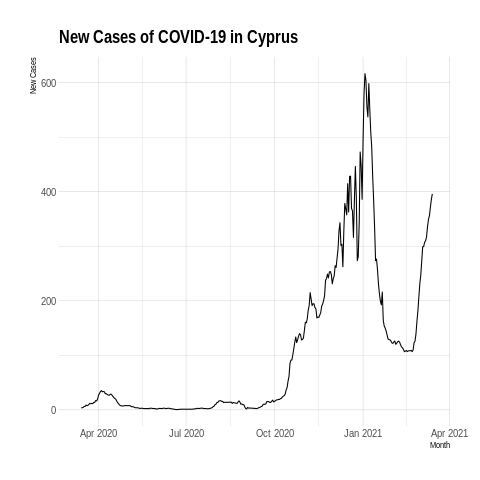 New Cases of COVID-19 in Cyprus
New Cases
600
400
200
0
Apr 2020 Jul 2020 Oct 2020 Jan 2021 Apr 2021
Month